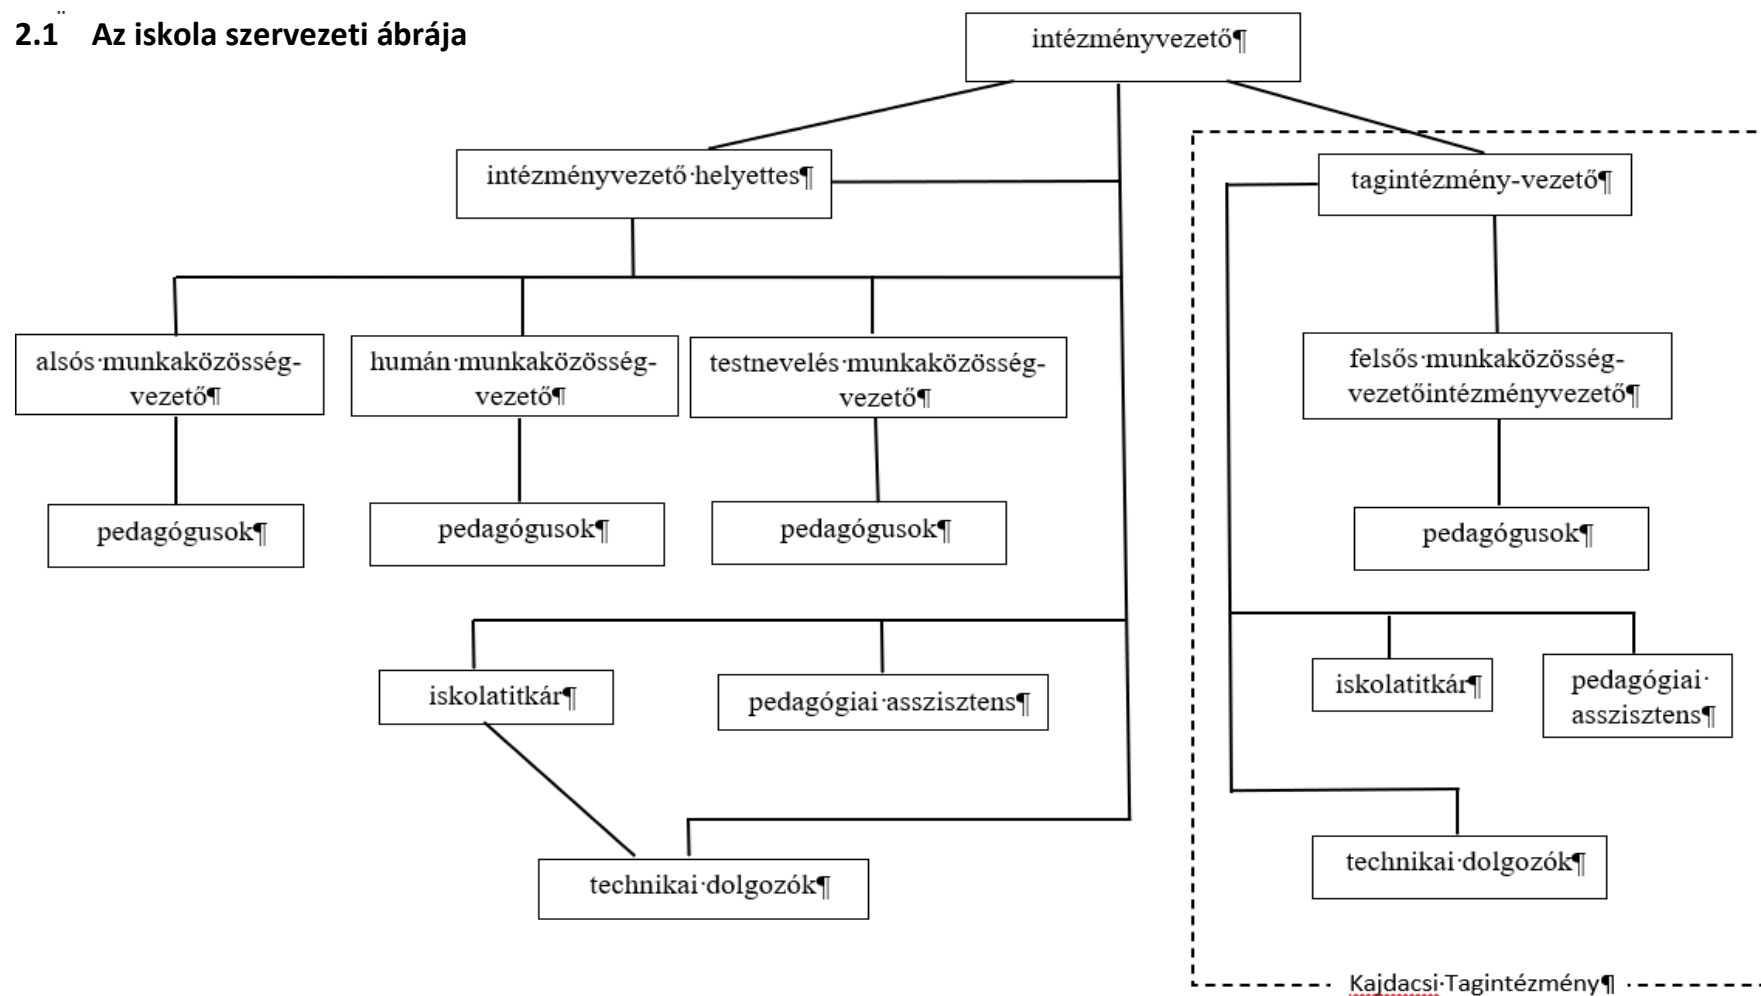 2.1 Az iskola szervezeti ábrája
intézményvezető¶
intézményvezető·helyettes¶
tagintézmény-vezető¶
alsós·munkaközösség-
vezető¶
humán·munkaközösség-
vezető¶
testnevelés·munkaközösség-
vezető¶
felsős·munkaközösség-
vezetőintézményvezető¶
pedagógusok¶
pedagógusok¶
pedagógusok¶
pedagógusok¶
iskolatitkár¶
pedagógiai·asszisztens¶
iskolatitkár¶
pedagógiai·
asszisztens¶
technikai·dolgozók¶
technikai·dolgozók¶
Kajdacsi·Tagintézmény¶